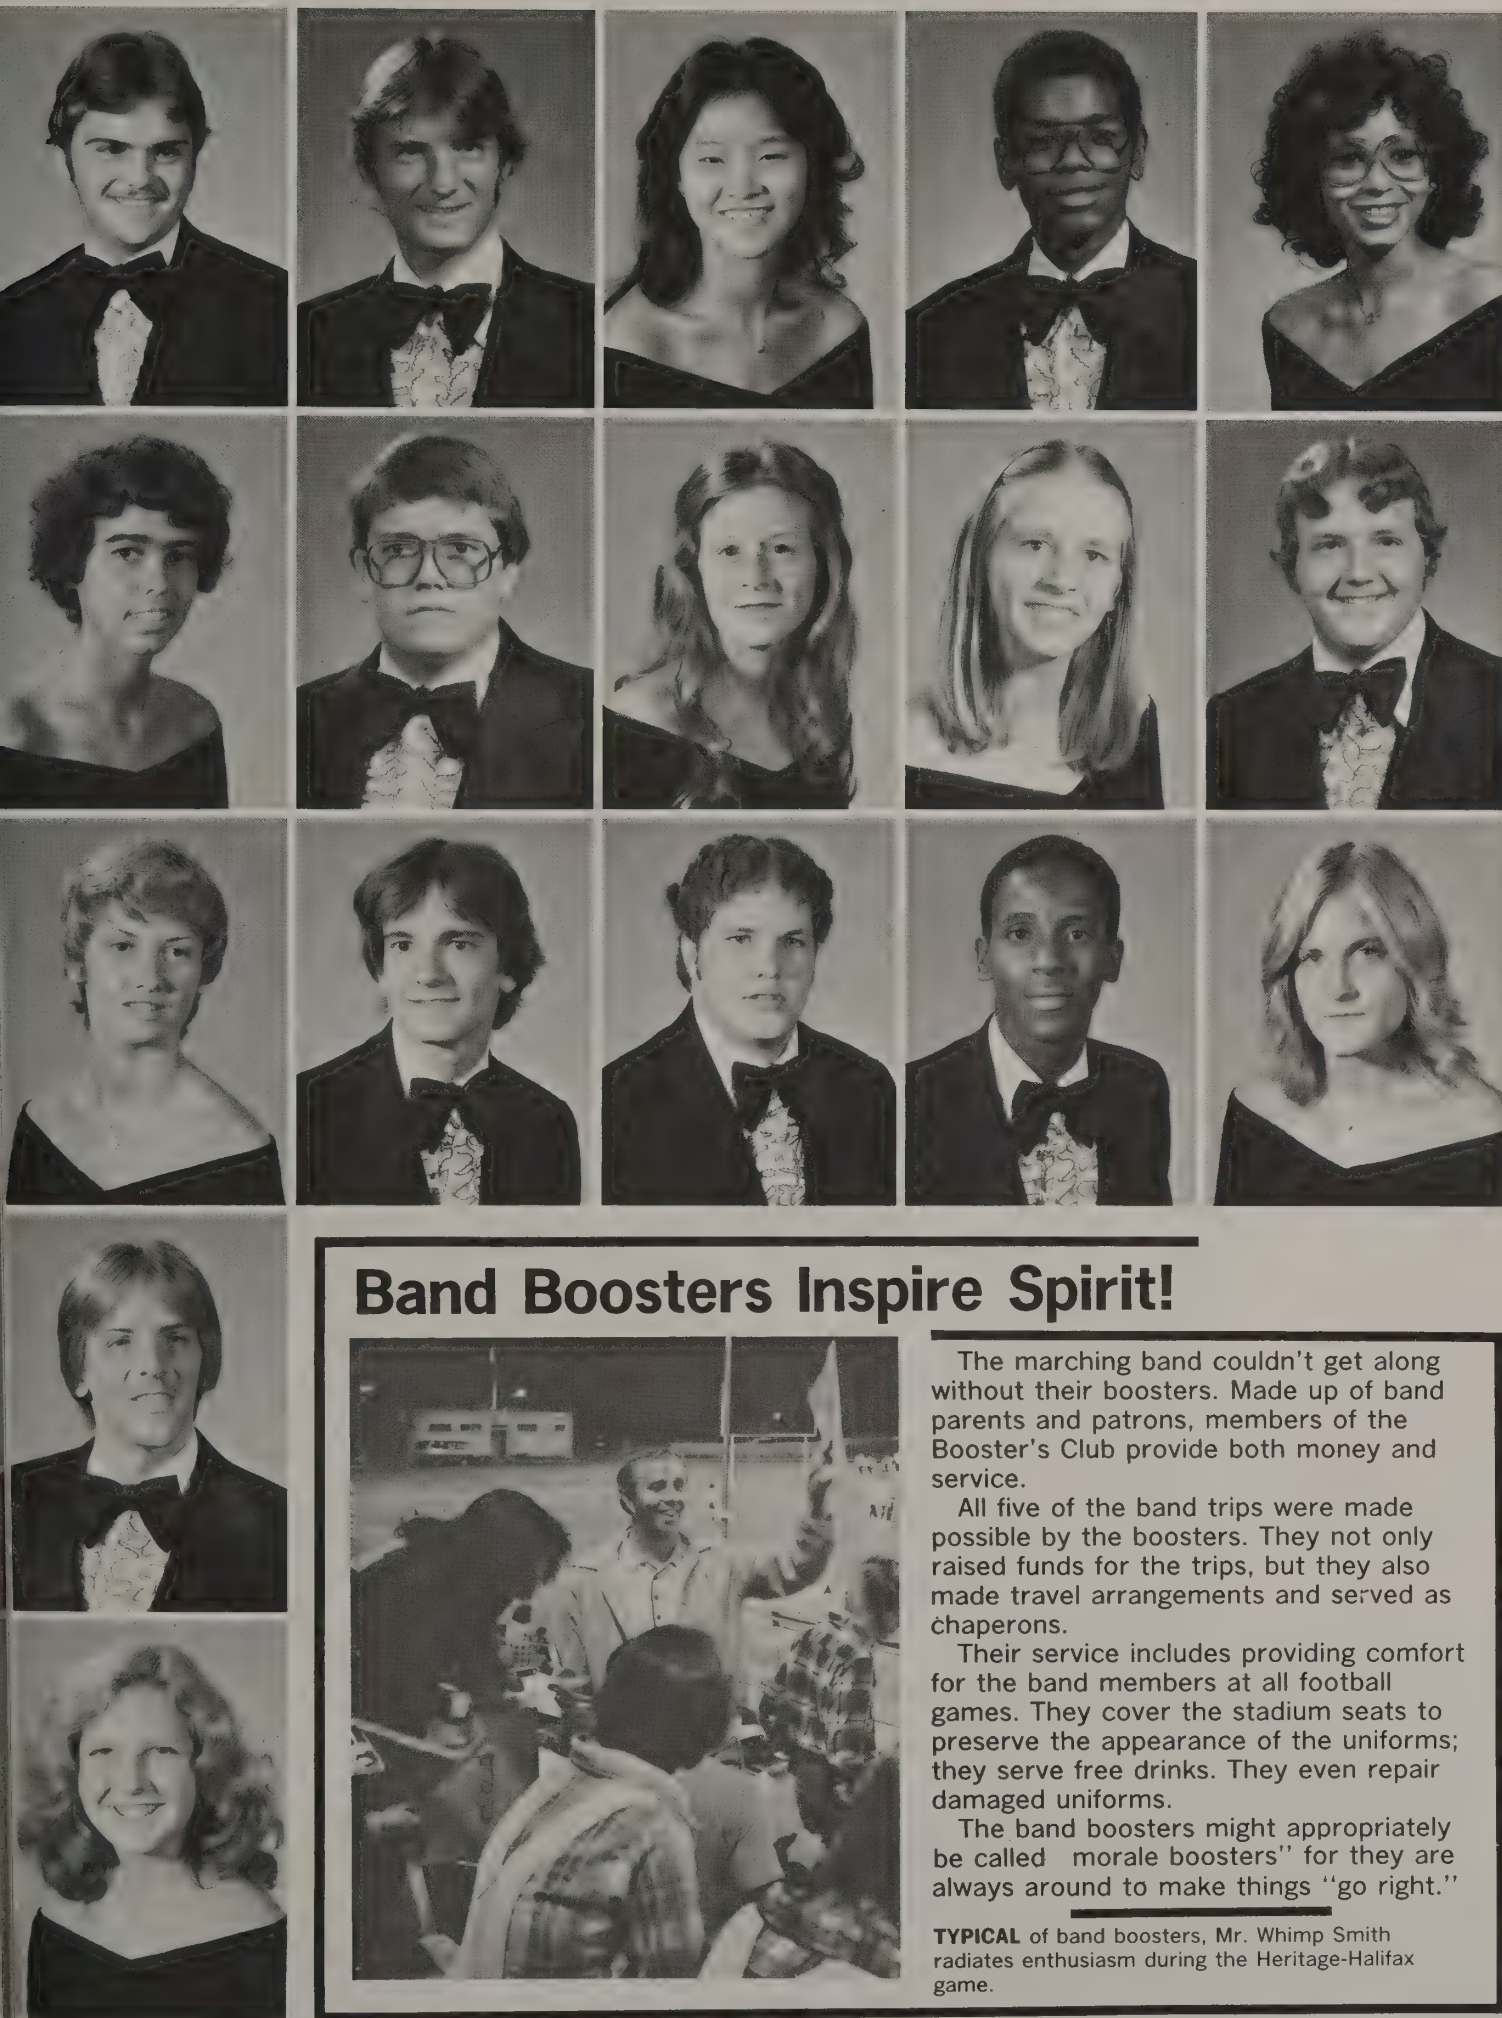 Band Boosters Inspire Spirit!
The marching band couldn't get along
without their boosters. Made up of band
parents and patrons, members of the
Booster's Club provide both money and
service.
All five of the band trips were made
possible by the boosters. They not only
raised funds for the trips, but they also
made travel arrangements and served as
chaperons.
Their service includes providing comfort
for the band members at all football
games. They cover the stadium seats to
preserve the appearance of the uniforms;
they serve free drinks. They even repair
damaged uniforms.
The band boosters might appropriately
be called morale boosters" for they are
always around to make things "go right."
TYPICAL of band boosters, Mr. Whimp Smith
radiates enthusiasm during the Heritage-Halifax
game.